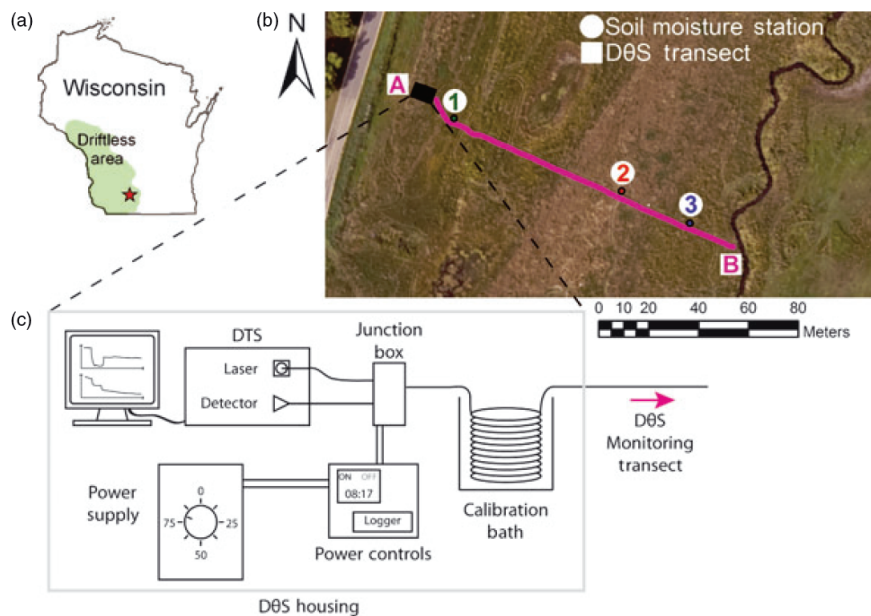 (a)
Wisconsin
Driftless
area
(b)
N
Soil moisture station
DθS transect
A
1
2
3
B
0 10 20 40 60 80
Meters
(c)
DTS
Laser
Detector
Junction
box
Power
supply
0
75 25
50
ON OFF
08:17
Logger
Power controls
Calibration
bath
DθS
Monitoring
transect
DθS housing